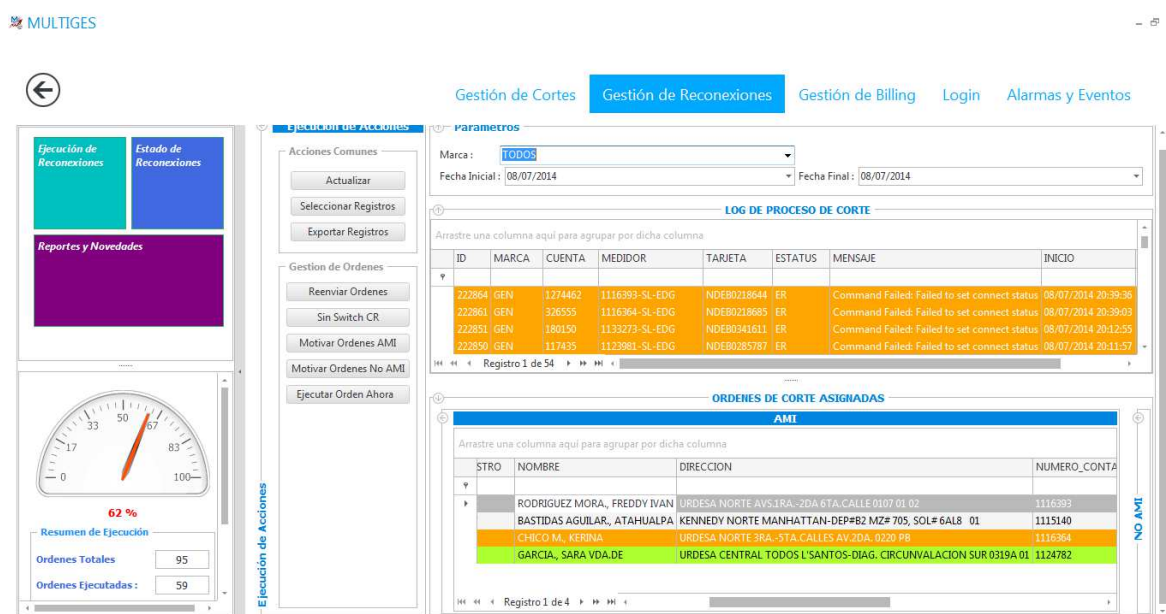 MULTIGES
Gestión de Cortes Gestión de Reconexiones Gestión de Billing Login Alarmas y Eventos
Ejecución de Reconexiones
Estado de Reconexiones
Reportes y Novedades
0 17 33 50 67 83 100
62 %
Resumen de Ejecución
Ordenes Totales 95
Ordenes Ejecutadas : 59
Ejecución de Acciones
Ejecución de Acciones
Acciones Comunes
Actualizar
Seleccionar Registros
Exportar Registros
Gestion de Ordenes
Reenviar Ordenes
Sin Switch CR
Motivar Ordenes AMI
Motivar Ordenes No AMI
Ejecutar Orden Ahora
Parametros
Marca : TODOS
Fecha Inicial : 08/07/2014 Fecha Final : 08/07/2014
LOG DE PROCESO DE CORTE
Arrastre una columna aquí para agrupar por dicha columna
ID MARCA CUENTA MEDIDOR TARJETA ESTATUS MENSAJE INICIO
222864 GEN 1274462 1116393-SL-EDG NDEB0218644 ER Command Failed: Failed to set connect status 08/07/2014 20:39:36
222861 GEN 326555 1116364-SL-EDG NDEB0218685 ER Command Failed: Failed to set connect status 08/07/2014 20:39:03
222851 GEN 180150 1133273-SL-EDG NDEB0341611 ER Command Failed: Failed to set connect status 08/07/2014 20:12:55
222850 GEN 117435 1123981-SL-EDG NDEB0285787 ER Command Failed: Failed to set connect status 08/07/2014 20:11:57
Registro 1 de 54
ORDENES DE CORTE ASIGNADAS
AMI
Arrastre una columna aquí para agrupar por dicha columna
STRO NOMBRE DIRECCION NUMERO_CONTA
RODRIGUEZ MORA., FREDDY IVAN URDESA NORTE AVS.1RA.-2DA 6TA.CALLE 0107 01 02 1116393
BASTIDAS AGUILAR., ATAHUALPA KENNEDY NORTE MANHATTAN-DEP#B2 MZ# 705, SOL# 6AL8 01 1115140
CHICO M., KERINA URDESA NORTE 3RA.-5TA.CALLES AV.2DA. 0220 PB 1116364
GARCIA., SARA VDA.DE URDESA CENTRAL TODOS L'SANTOS-DIAG. CIRCUNVALACION SUR 0319A 01 1124782
Registro 1 de 4
NO AMI